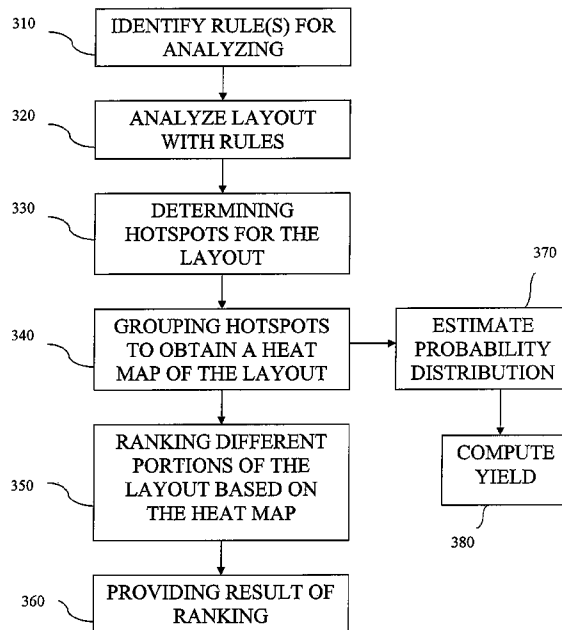 310
IDENTIFY RULE(S) FOR
ANALYZING
320
ANALYZE LAYOUT
WITH RULES
330
DETERMINING
HOTSPOTS FOR THE
LAYOUT
340
GROUPING HOTSPOTS
TO OBTAIN A HEAT
MAP OF THE LAYOUT
370
ESTIMATE
PROBABILITY
DISTRIBUTION
350
RANKING DIFFERENT
PORTIONS OF THE
LAYOUT BASED ON
THE HEAT MAP
COMPUTE
YIELD
380
360
PROVIDING RESULT OF
RANKING